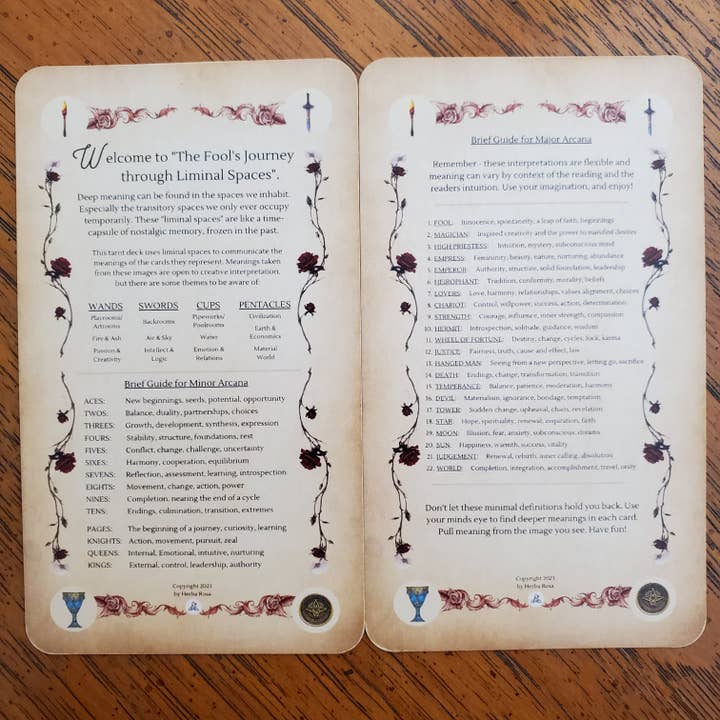 Welcome to "The Fool's Journey
through Liminal Spaces".
Deep meaning can be found in the spaces we inhabit.
Especially the transitory spaces we only ever occupy
temporarily. These "liminal spaces" are like a time-
capsule of nostalgic memory, frozen in the past.
This tarot deck uses liminal spaces to communicate the
meanings of the cards they represent. Meanings taken
from these images are open to creative interpretation,
but there are some themes to be aware of:
WANDS SWORDS CUPS PENTACLES
Playrooms/ Backrooms Pipeworks/ Civilization
Artrooms Poolrooms
Fire & Ash Air & Sky Water Earth &
Economics
Passion & Intellect & Emotion & Material
Creativity Logic Relations World
Brief Guide for Minor Arcana
ACES: New beginnings, seeds, potential, opportunity
TWOS: Balance, duality, partnerships, choices
THREES: Growth, development, synthesis, expression
FOURS: Stability, structure, foundations, rest
FIVES: Conflict, change, challenge, uncertainty
SIXES: Harmony, cooperation, equilibrium
SEVENS: Reflection, assessment, learning, introspection
EIGHTS: Movement, change, action, power
NINES: Completion, nearing the end of a cycle
TENS: Endings, culmination, transition, extremes
PAGES: The beginning of a journey, curiosity, learning
KNIGHTS: Action, movement, pursuit, zeal
QUEENS: Internal, Emotional, intuitive, nurturing
KINGS: External, control, leadership, authority
Copyright 2023
by Herba Rosa
Brief Guide for Major Arcana
Remember - these interpretations are flexible and
meaning can vary by context of the reading and the
readers intuition. Use your imagination, and enjoy!
1. FOOL: Innocence, spontaneity, a leap of faith, beginnings
2. MAGICIAN: Inspired creativity and the power to manifest desires
3. HIGH PRIESTESS: Intuition, mystery, subconscious mind
4. EMPRESS: Femininity, beauty, nature, nurturing, abundance
5. EMPEROR: Authority, structure, solid foundation, leadership
6. HEIROPHANT: Tradition, conformity, morality, beliefs
7. LOVERS: Love, harmony, relationships, values alignment, choices
8. CHARIOT: Control, willpower, success, action, determination
9. STRENGTH: Courage, influence, inner strength, compassion
10. HERMIT: Introspection, solitude, guidance, wisdom
11. WHEEL OF FORTUNE: Destiny, change, cycles, luck, karma
12. JUSTICE: Fairness, truth, cause and effect, law
13. HANGED MAN: Seeing from a new perspective, letting go, sacrifice
14. DEATH: Endings, change, transformation, transition
15. TEMPERANCE: Balance, patience, moderation, harmony
16. DEVIL: Materialism, ignorance, bondage, temptation
17. TOWER: Sudden change, upheaval, chaos, revelation
18. STAR: Hope, spirituality, renewal, inspiration, faith
19. MOON: Illusion, fear, anxiety, subconscious, dreams
20. SUN: Happiness, warmth, success, vitality
21. JUDGEMENT: Renewal, rebirth, inner calling, absolution
22. WORLD: Completion, integration, accomplishment, travel, unity
Don't let these minimal definitions hold you back. Use
your minds eye to find deeper meanings in each card.
Pull meaning from the image you see. Have fun!
Copyright 2023
by Herba Rosa